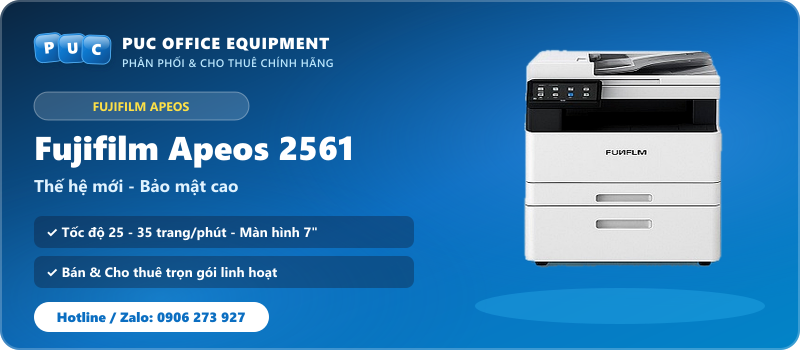 PUC
PUC OFFICE EQUIPMENT
PHÂN PHỐI & CHO THUÊ CHÍNH HÃNG
FUJIFILM APEOS
Fujifilm Apeos 2561
Thế hệ mới - Bảo mật cao
✓ Tốc độ 25 - 35 trang/phút - Màn hình 7"
✓ Bán & Cho thuê trọn gói linh hoạt
Hotline / Zalo: 0906 273 927